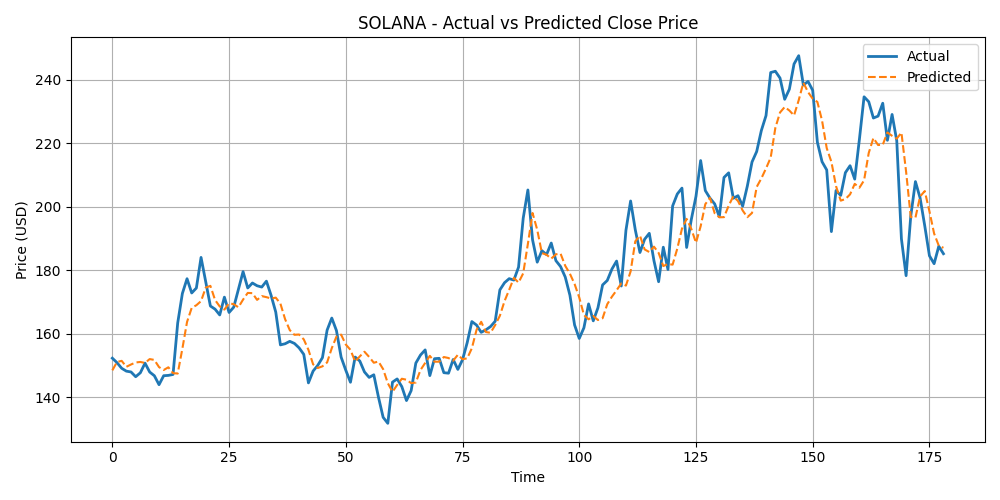 SOLANA - Actual vs Predicted Close Price
Actual
Predicted
Price (USD)
240
220
200
180
160
140
0 25 50 75 100 125 150 175
Time